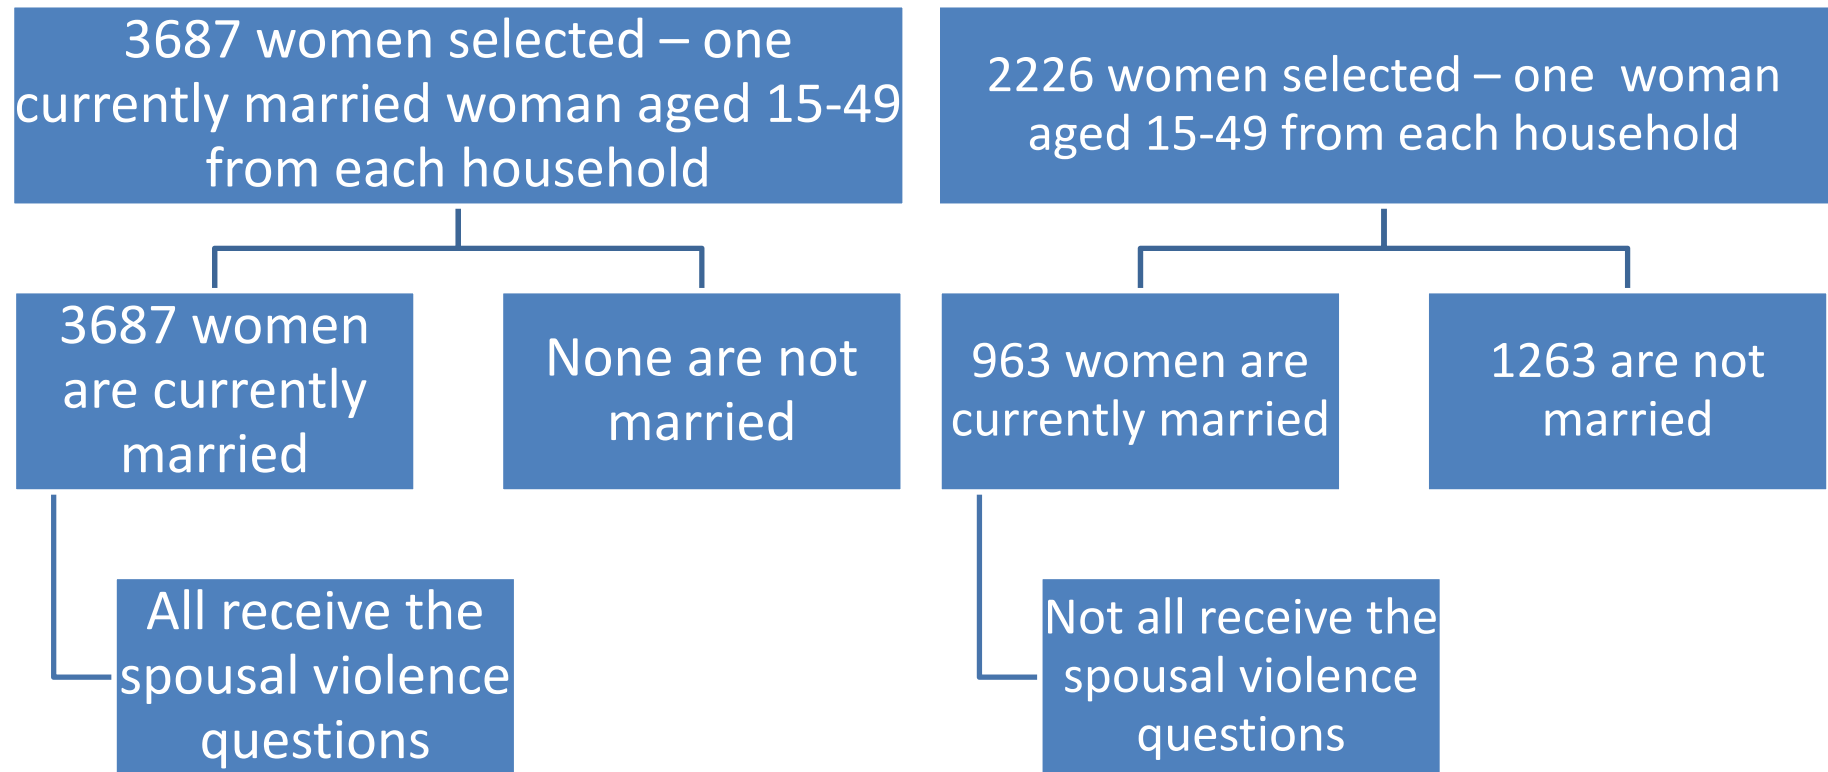 3687 women selected – one
currently married woman aged 15-49
from each household
2226 women selected – one woman
aged 15-49 from each household
3687 women
are currently
married
None are not
married
963 women are
currently married
1263 are not
married
All receive the
spousal violence
questions
Not all receive the
spousal violence
questions